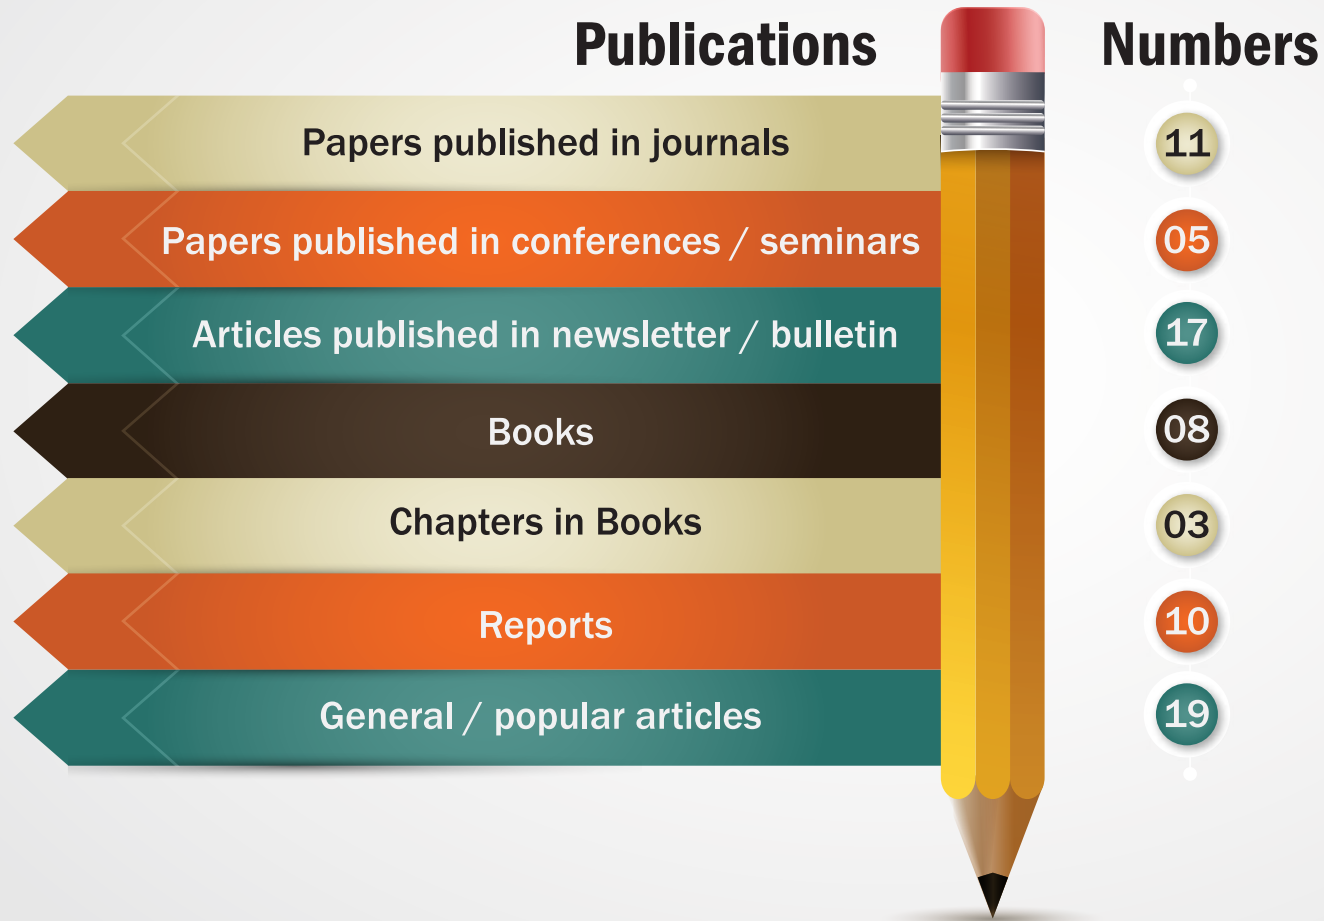 Publications Numbers
Papers published in journals 11
Papers published in conferences / seminars 05
Articles published in newsletter / bulletin 17
Books 08
Chapters in Books 03
Reports 10
General / popular articles 19